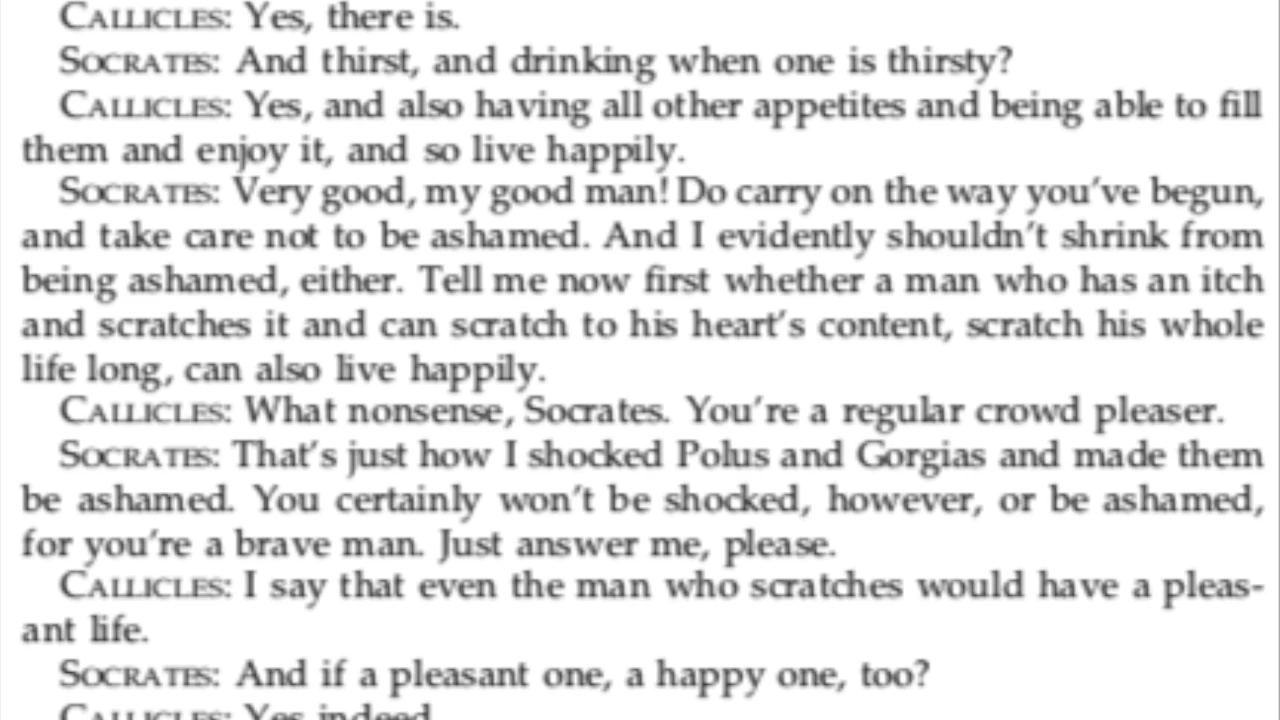 CALLICLES: Yes, there is.
SOCRATES: And thirst, and drinking when one is thirsty?
CALLICLES: Yes, and also having all other appetites and being able to fill
them and enjoy it, and so live happily.
SOCRATES: Very good, my good man! Do carry on the way you've begun,
and take care not to be ashamed. And I evidently shouldn't shrink from
being ashamed, either. Tell me now first whether a man who has an itch
and scratches it and can scratch to his heart's content, scratch his whole
life long, can also live happily.
CALLICLES: What nonsense, Socrates. You're a regular crowd pleaser.
SOCRATES: That's just how I shocked Polus and Gorgias and made them
be ashamed. You certainly won't be shocked, however, or be ashamed,
for you're a brave man. Just answer me, please.
CALLICLES: I say that even the man who scratches would have a pleas-
ant life.
SOCRATES: And if a pleasant one, a happy one, too?
CALLICLES: Yes indeed